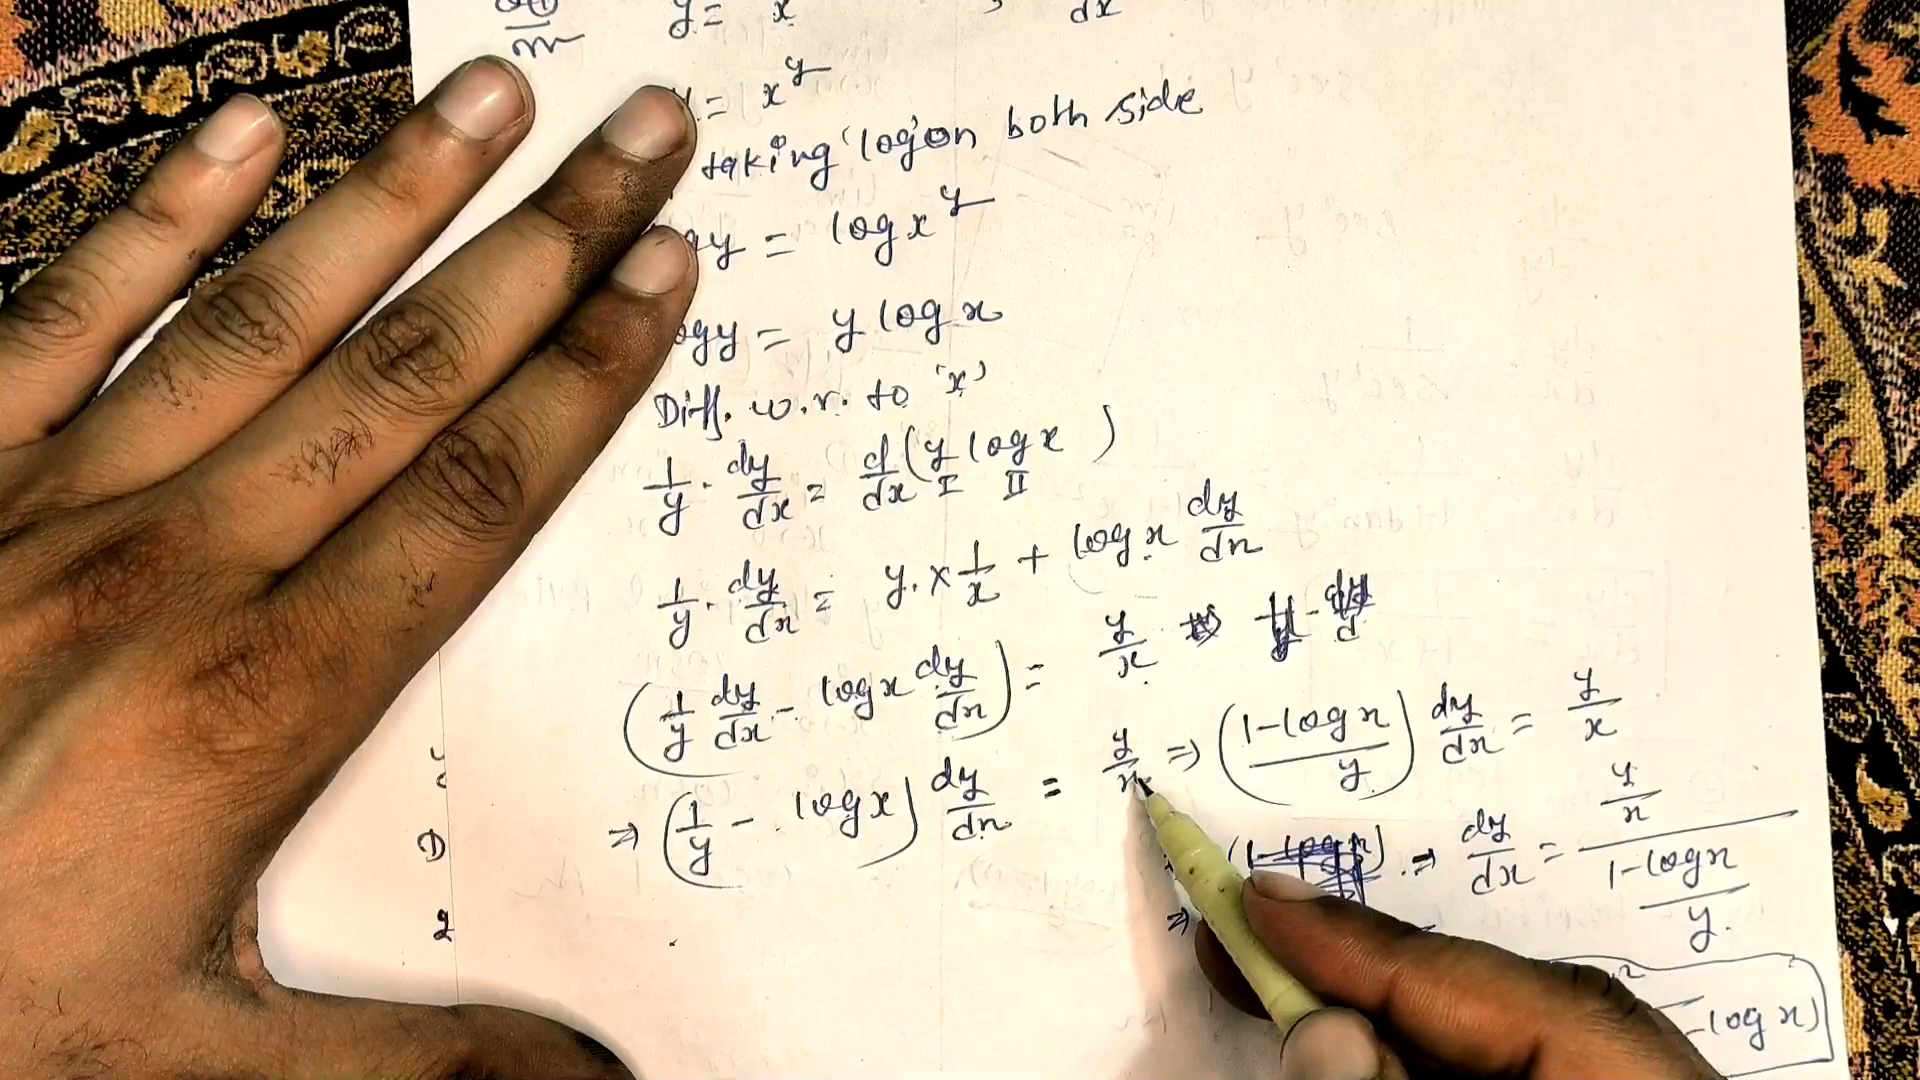 y = x , dx
= x^y
taking 'log' on both side
y = log x^y
ogy = y log x
Diff. w.r. to 'x'
1/y · dy/dx = d/dx (y log x)
I II
1/y · dy/dx = y. × 1/x + log x dy/dx
(1/y dy/dx - log x dy/dx) = y/x
⇒ (1/y - log x) dy/dx = y/x ⇒ ((1-log x)/y) dy/dx = y/x
⇒ dy/dx = (y/x)/((1-log x)/y.)
⇒
-log x)